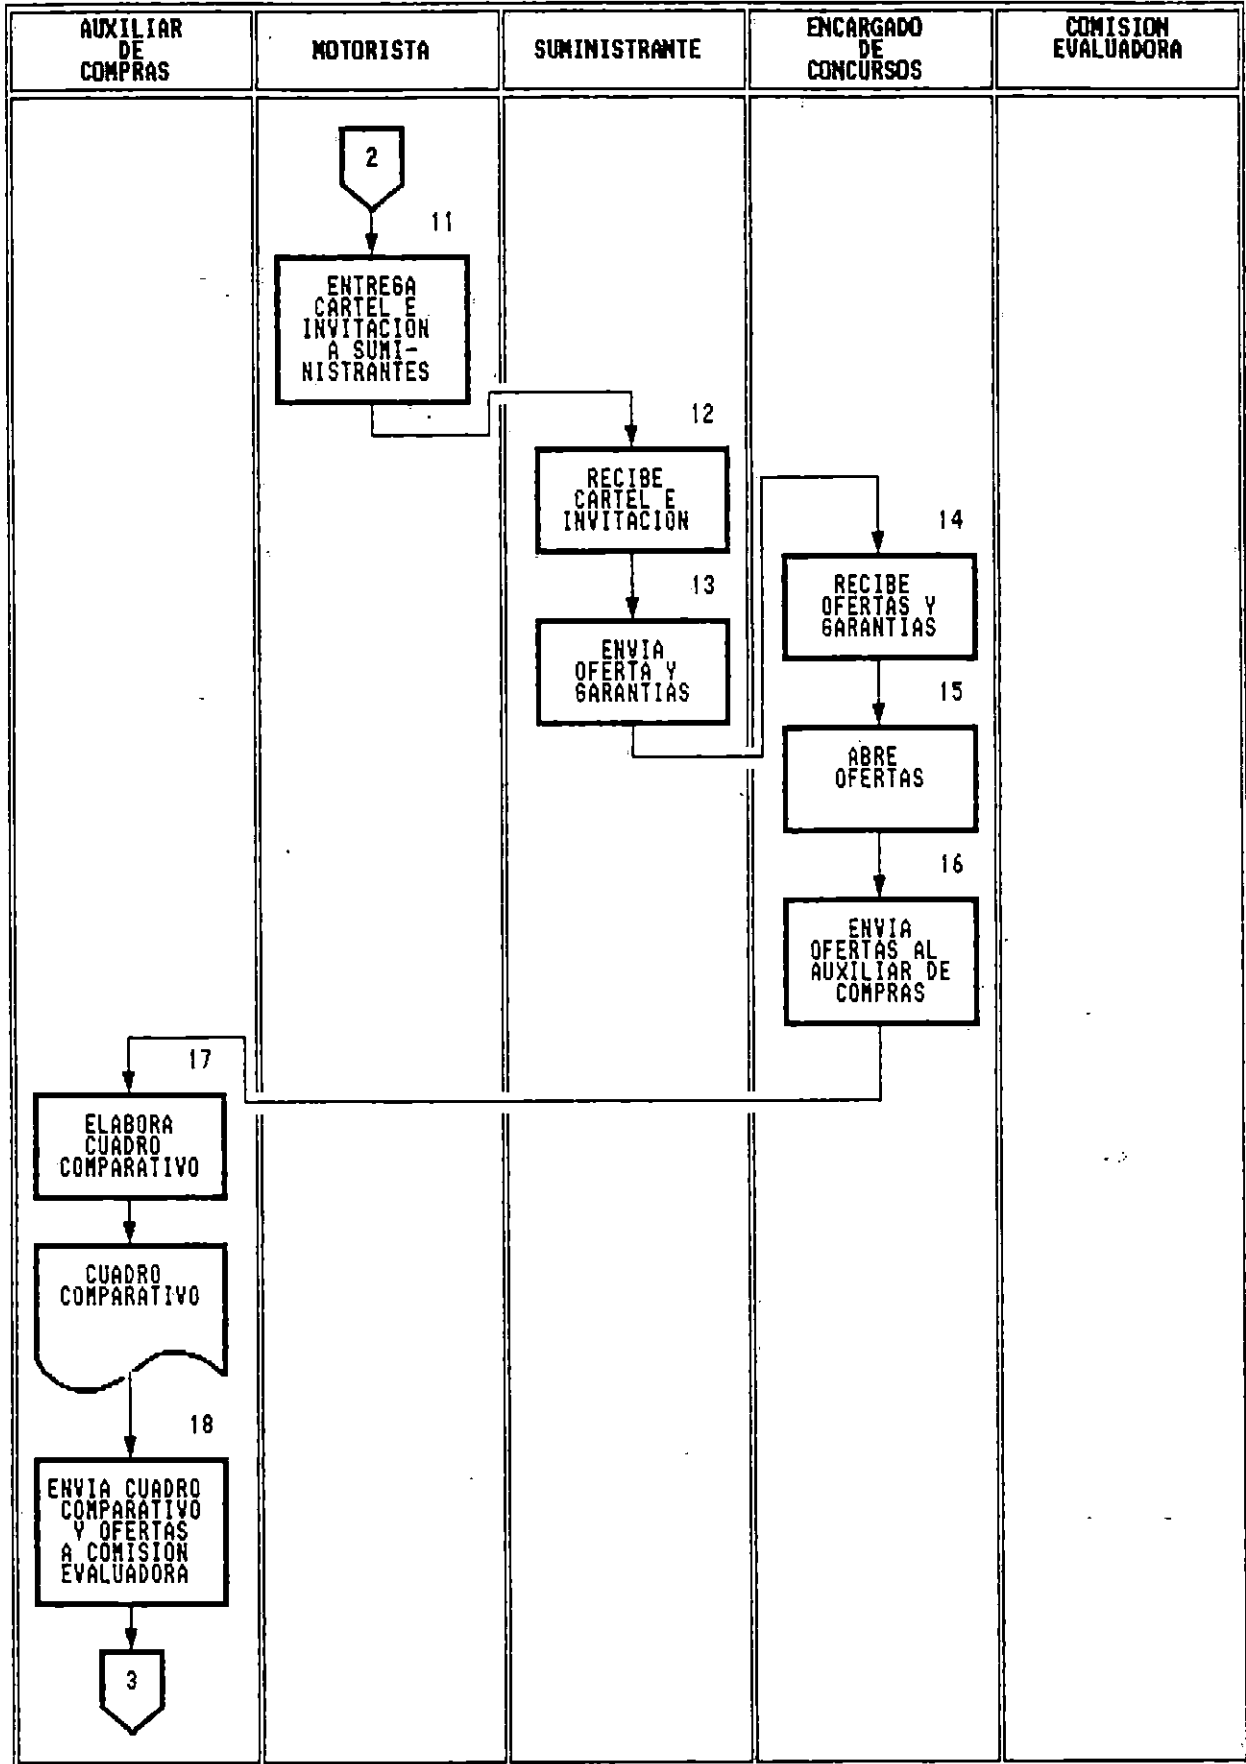 AUXILIAR
DE
COMPRAS
MOTORISTA
SUMINISTRANTE
ENCARGADO
DE
CONCURSOS
COMISION
EVALUADORA
2
11
ENTREGA
CARTEL E
INVITACION
A SUMI-
NISTRANTES
12
RECIBE
CARTEL E
INVITACION
13
ENVIA
OFERTA Y
GARANTIAS
14
RECIBE
OFERTAS Y
GARANTIAS
15
ABRE
OFERTAS
16
ENVIA
OFERTAS AL
AUXILIAR DE
COMPRAS
17
ELABORA
CUADRO
COMPARATIVO
CUADRO
COMPARATIVO
18
ENVIA CUADRO
COMPARATIVO
Y OFERTAS
A COMISION
EVALUADORA
3